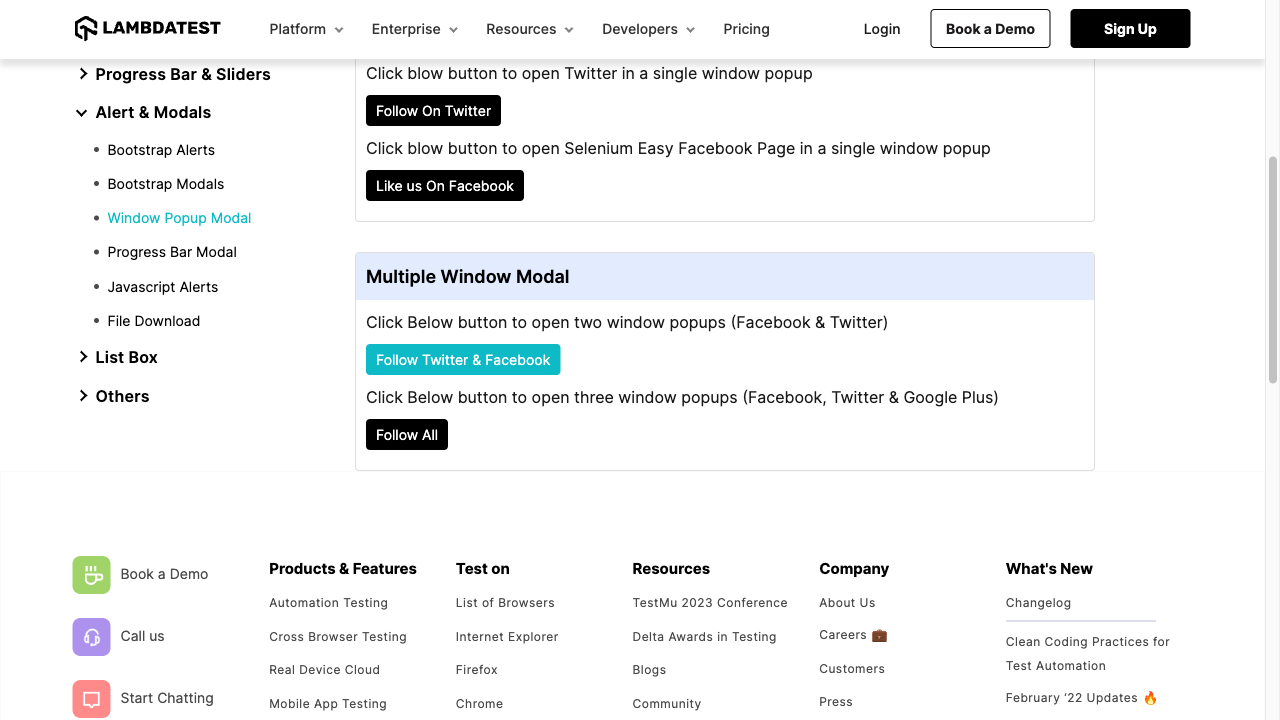 LAMBDATEST
Platform
Enterprise
Resources
Developers
Pricing
Login
Book a Demo
Sign Up
Progress Bar & Sliders
Alert & Modals
Bootstrap Alerts
Bootstrap Modals
Window Popup Modal
Progress Bar Modal
Javascript Alerts
File Download
List Box
Others
Click blow button to open Twitter in a single window popup
Follow On Twitter
Click blow button to open Selenium Easy Facebook Page in a single window popup
Like us On Facebook
Multiple Window Modal
Click Below button to open two window popups (Facebook & Twitter)
Follow Twitter & Facebook
Click Below button to open three window popups (Facebook, Twitter & Google Plus)
Follow All
Book a Demo
Call us
Start Chatting
Products & Features
Automation Testing
Cross Browser Testing
Real Device Cloud
Mobile App Testing
Test on
List of Browsers
Internet Explorer
Firefox
Chrome
Resources
TestMu 2023 Conference
Delta Awards in Testing
Blogs
Community
Company
About Us
Careers 💼
Customers
Press
What's New
Changelog
Clean Coding Practices for
Test Automation
February ‘22 Updates 🔥